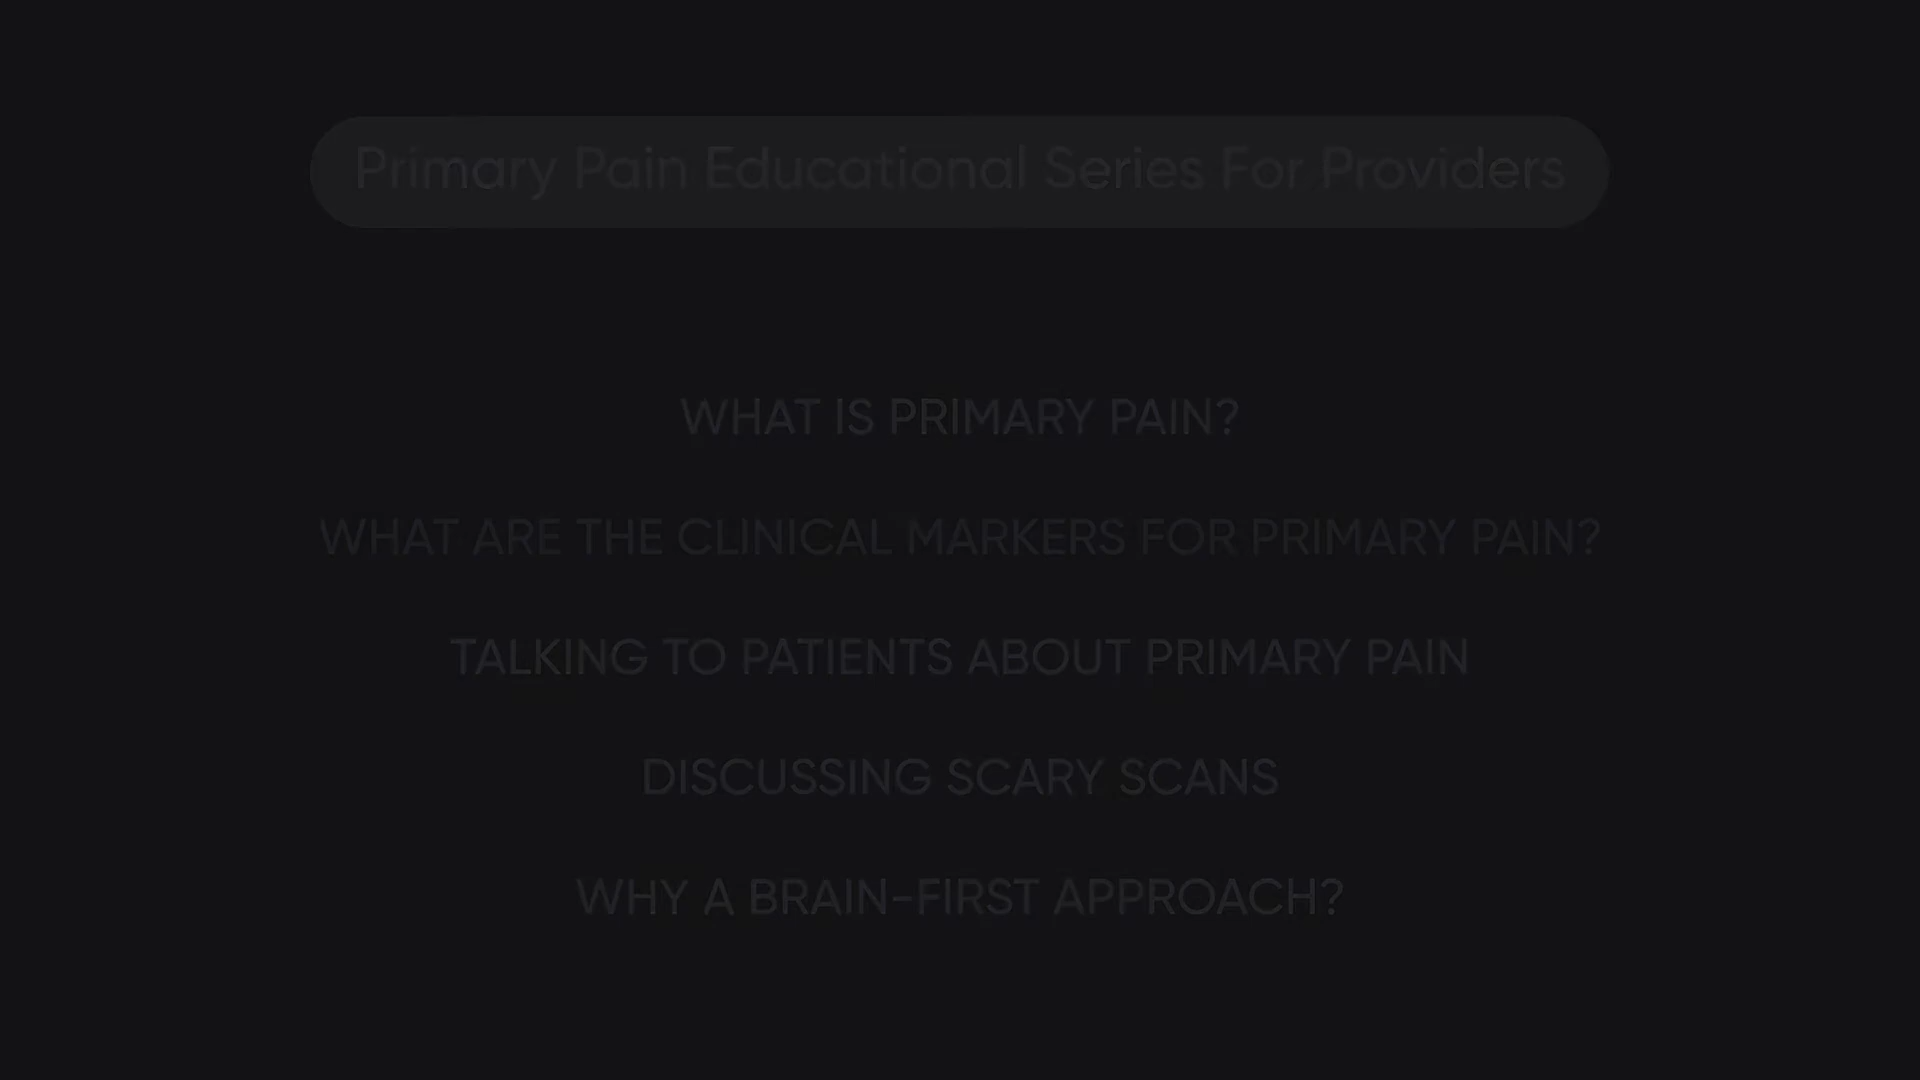 Primary Pain Educational Series For Providers
WHAT IS PRIMARY PAIN?
WHAT ARE THE CLINICAL MARKERS FOR PRIMARY PAIN?
TALKING TO PATIENTS ABOUT PRIMARY PAIN
DISCUSSING SCARY SCANS
WHY A BRAIN-FIRST APPROACH?